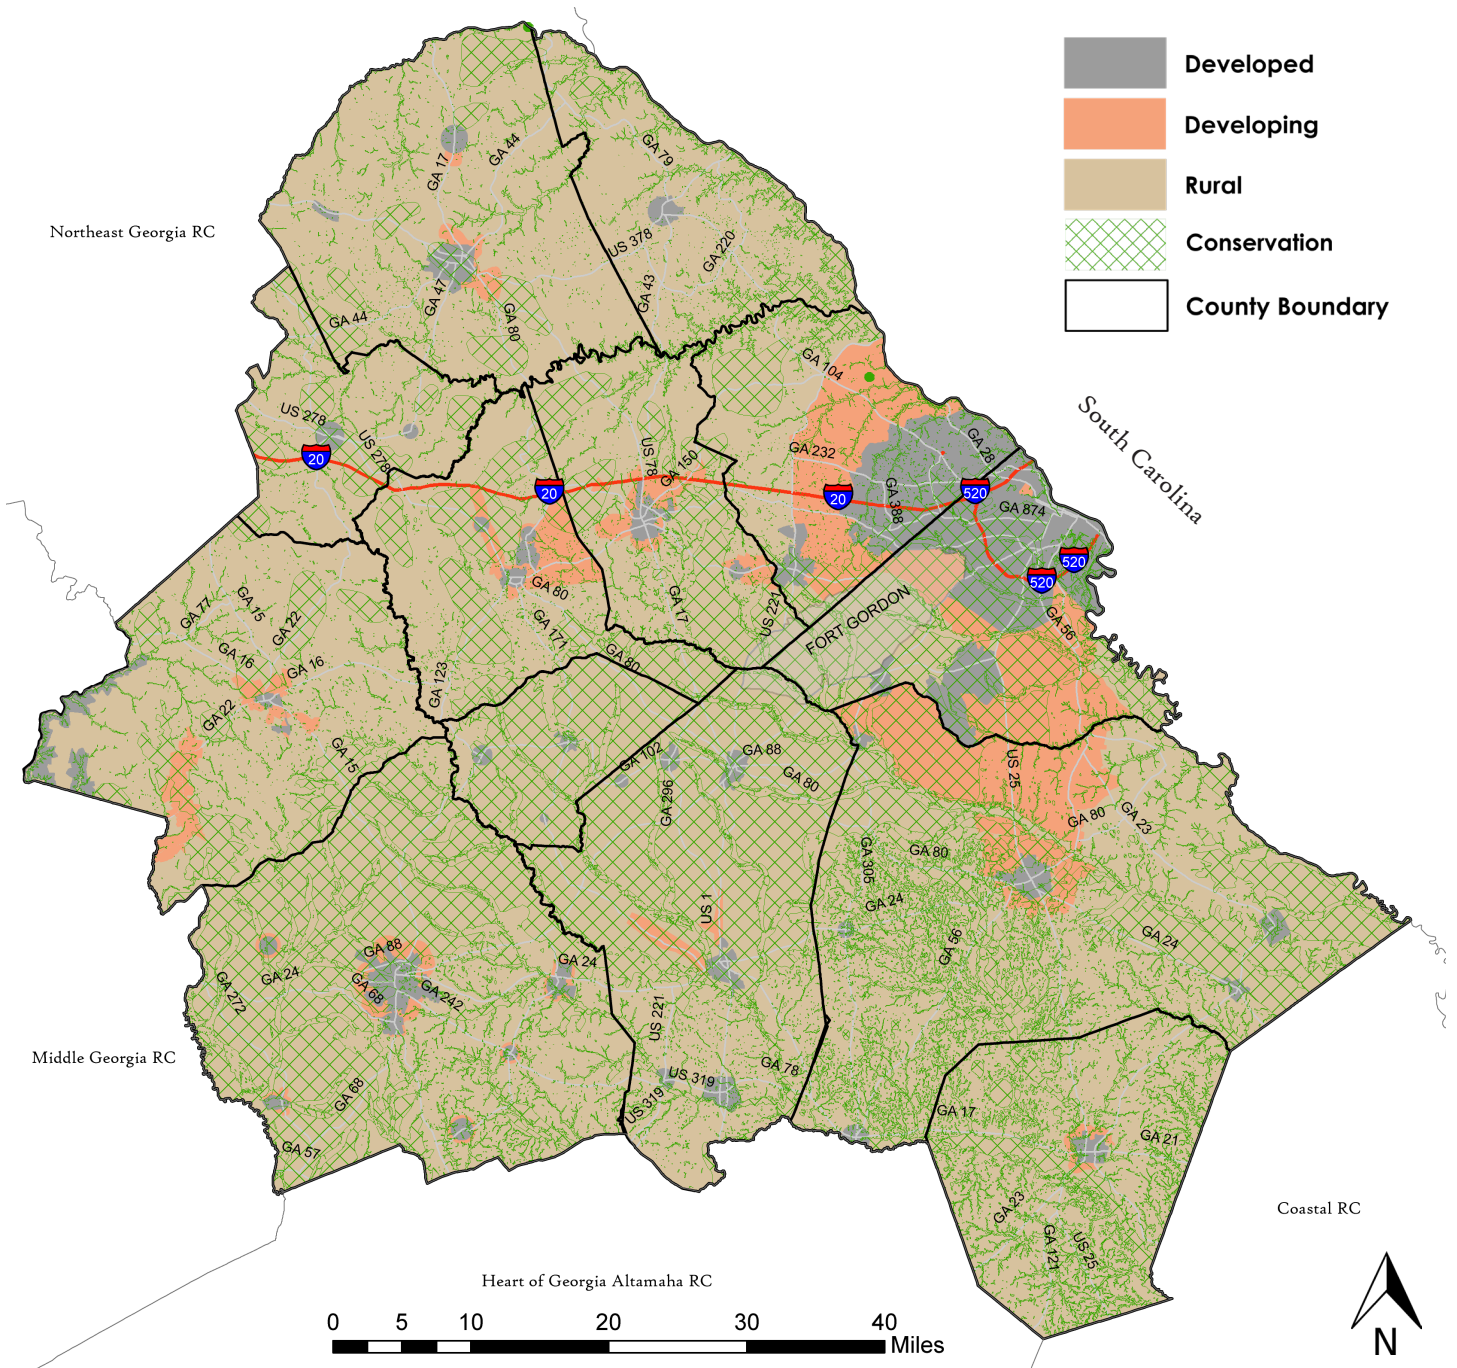 Developed
Developing
Rural
Conservation
County Boundary
Northeast Georgia RC
South Carolina
Middle Georgia RC
Coastal RC
Heart of Georgia Altamaha RC
GA 17
GA 44
GA 79
US 378
GA 220
GA 43
GA 47
GA 44
GA 80
GA 104
US 278
US 278
20
US 78
GA 150
20
GA 232
20
GA 388
GA 28
520
GA 874
520
520
GA 56
GA 80
GA 171
GA 17
US 221
FORT GORDON
GA 80
GA 123
GA 77
GA 15
GA 22
GA 16
GA 16
GA 22
GA 15
GA 102
GA 88
GA 80
GA 296
US 25
GA 80
GA 23
GA 305
GA 80
GA 24
GA 56
GA 24
US 1
GA 88
GA 24
GA 68
GA 242
GA 24
GA 272
US 221
GA 68
GA 57
US 319
US 319
GA 78
GA 17
GA 21
GA 23
GA 121
US 25
0 5 10 20 30 40
Miles
N